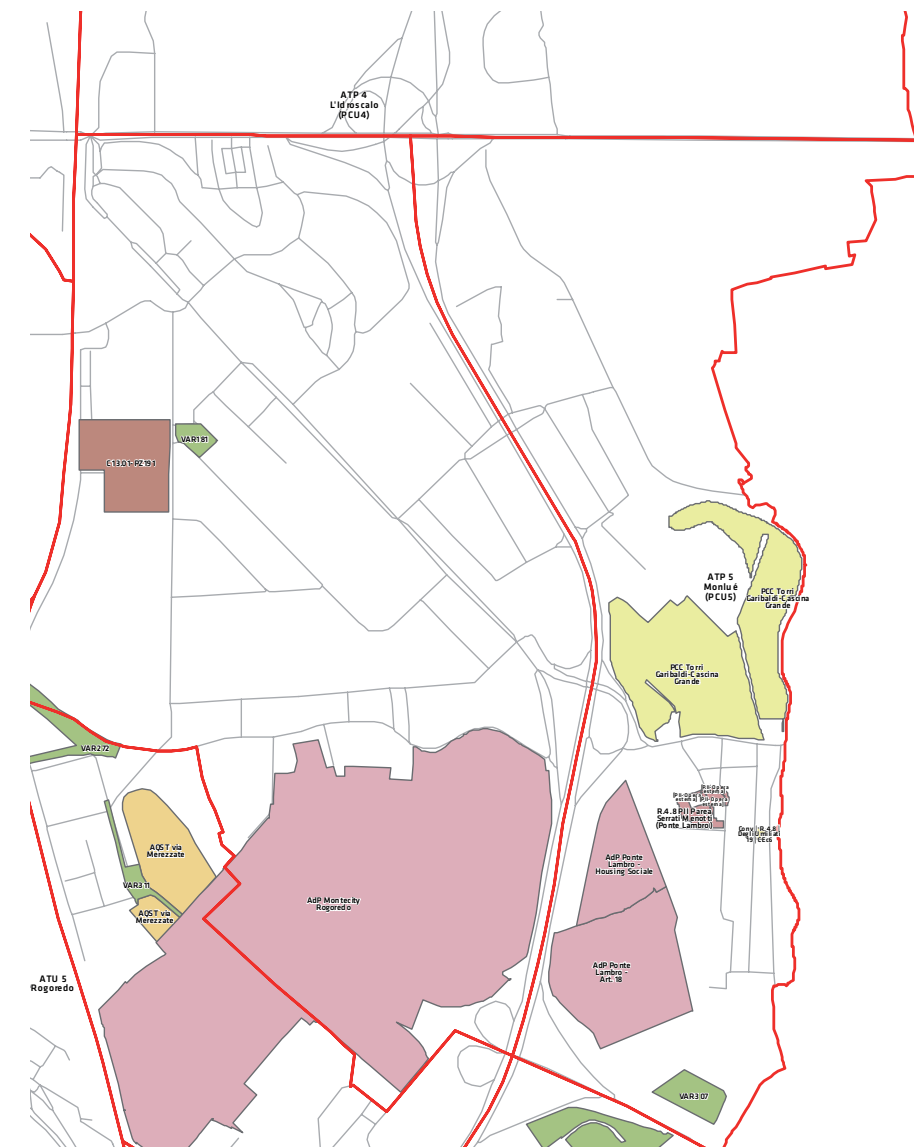 ATP 4
L'Idroscalo
(PCU4)
VAR181
C13.01-PZ191
ATP 5
Monlué
(PCU5)
PCC Torri
Garibaldi-Cascina
Grande
PCC Torri
Garibaldi-Cascina
Grande
VAR272
R.4.8 PII Parea
Serrati Menotti
(Ponte Lambro)
AQST via
Merezzate
AdP Ponte
Lambro -
Housing Sociale
VAR311
AdP Montecity
Rogoredo
AQST via
Merezzate
AdP Ponte
Lambro -
Art. 18
ATU 5
Rogoredo
VAR307